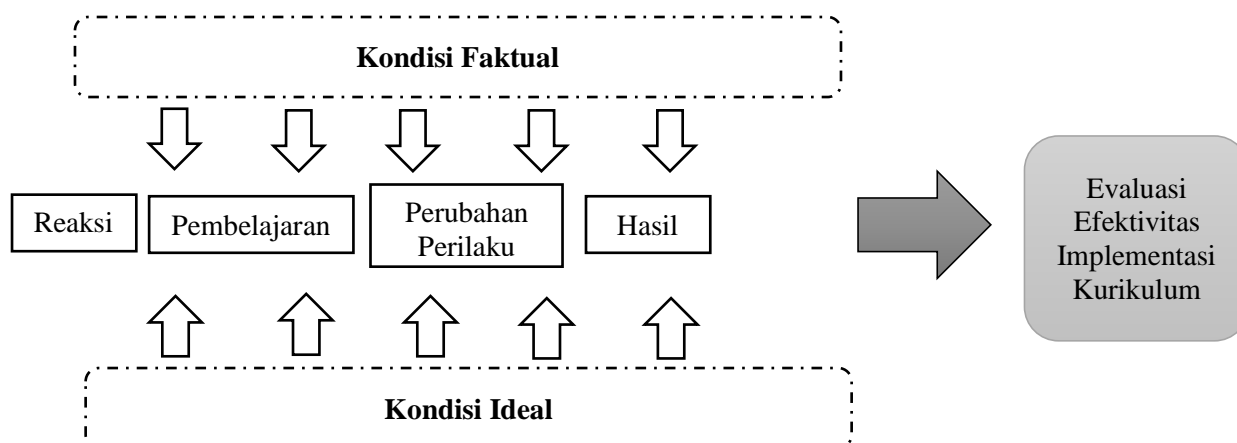 Kondisi Faktual
Reaksi
Pembelajaran
Perubahan
Perilaku
Hasil
Evaluasi
Efektivitas
Implementasi
Kurikulum
Kondisi Ideal